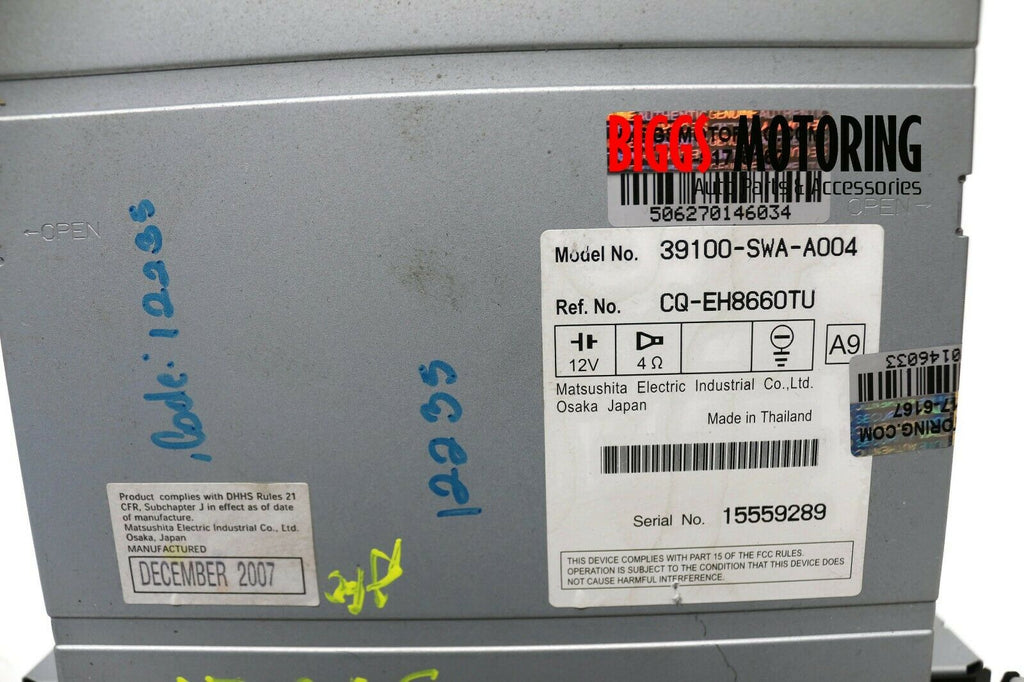 BIGGS MOTORING
Auto Parts & Accessories
506270146034
←OPEN
OPEN→
Code: 12235
12235
Model No. 39100-SWA-A004
Ref. No. CQ-EH8660TU
12V
4 Ω
A9
Matsushita Electric Industrial Co.,Ltd.
Osaka Japan
Made in Thailand
Serial No. 15559289
THIS DEVICE COMPLIES WITH PART 15 OF THE FCC RULES.
OPERATION IS SUBJECT TO THE CONDITION THAT THIS DEVICE DOES
NOT CAUSE HARMFUL INTERFERENCE.
0146033
17-6167
ORING.COM
Product complies with DHHS Rules 21
CFR, Subchapter J in effect as of date
of manufacture.
Matsushita Electric Industrial Co., Ltd.
Osaka, Japan
MANUFACTURED
DECEMBER 2007